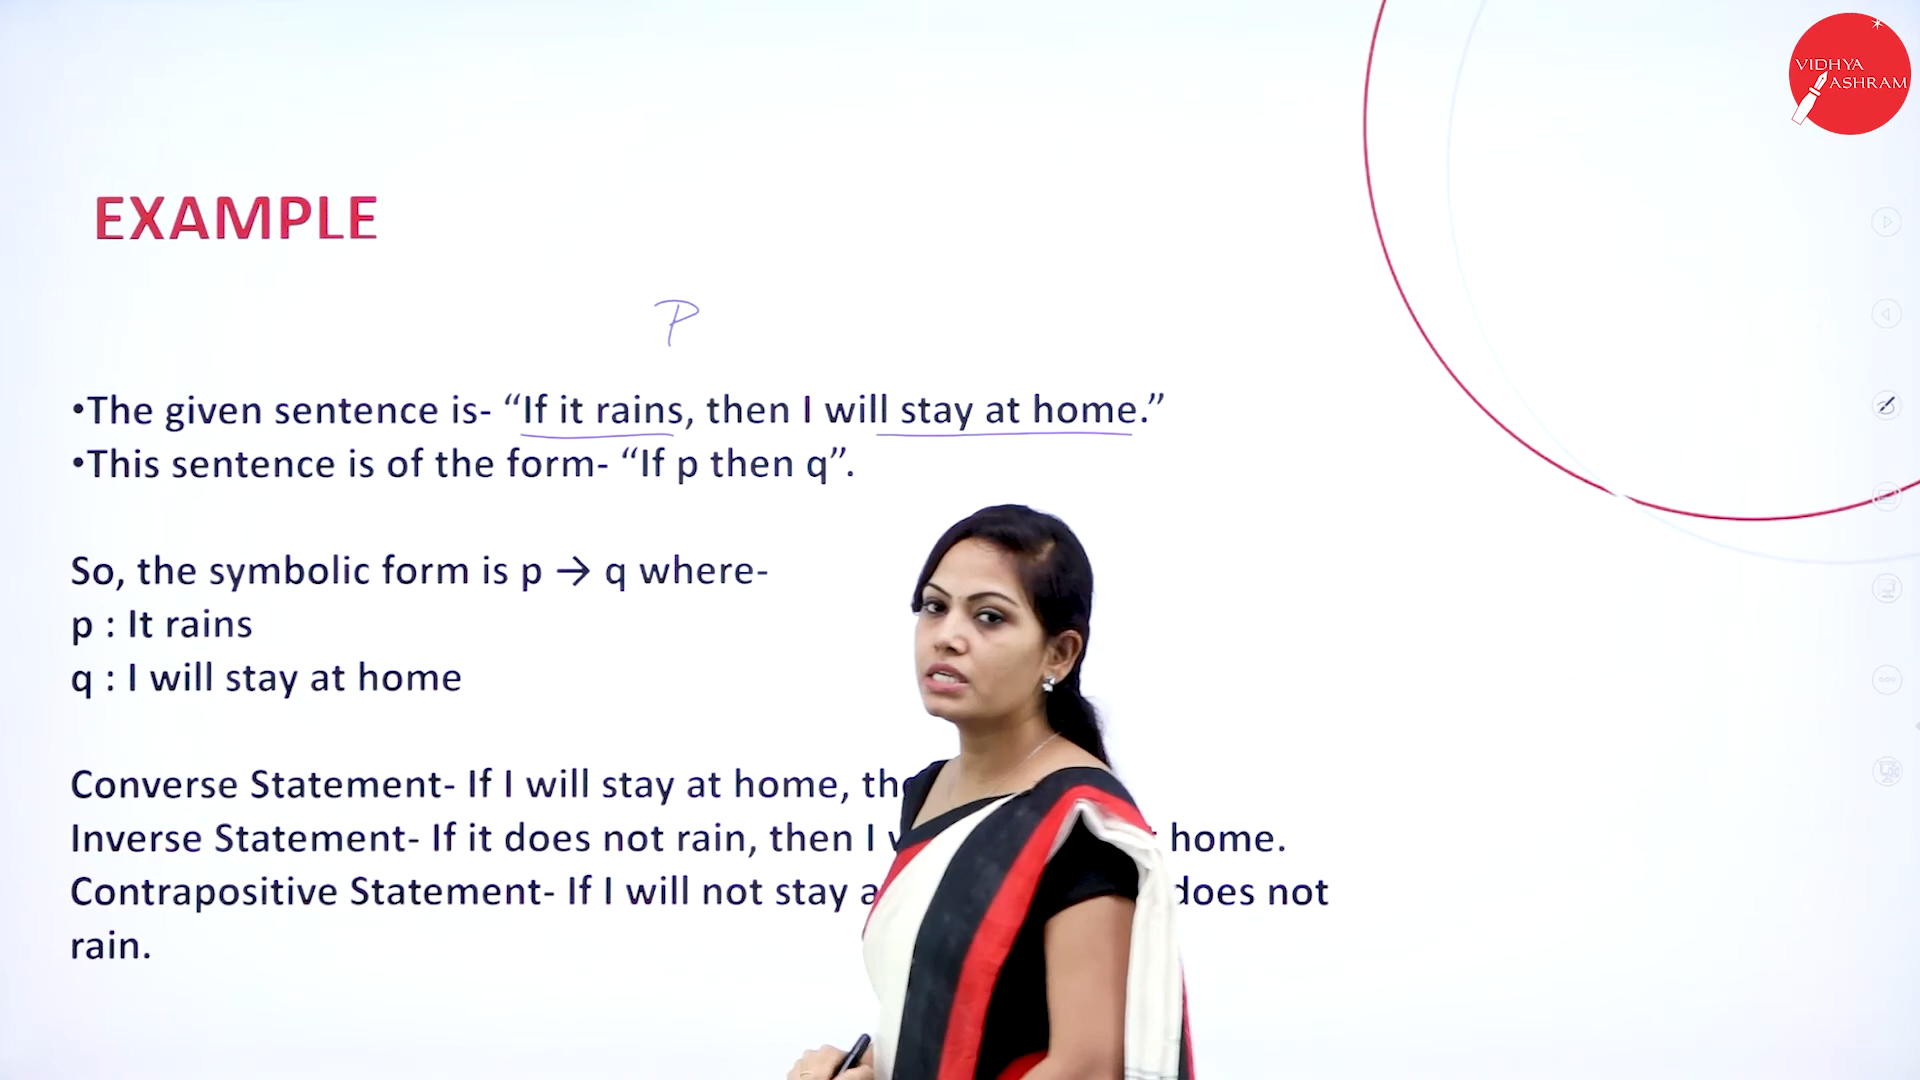 VIDHYA
ASHRAM
EXAMPLE
P
•The given sentence is- “If it rains, then I will stay at home.”
•This sentence is of the form- “If p then q”.
So, the symbolic form is p → q where-
p : It rains
q : I will stay at home
Converse Statement- If I will stay at home,
Inverse Statement- If it does not rain, then I home.
Contrapositive Statement- If I will not stay does not
rain.